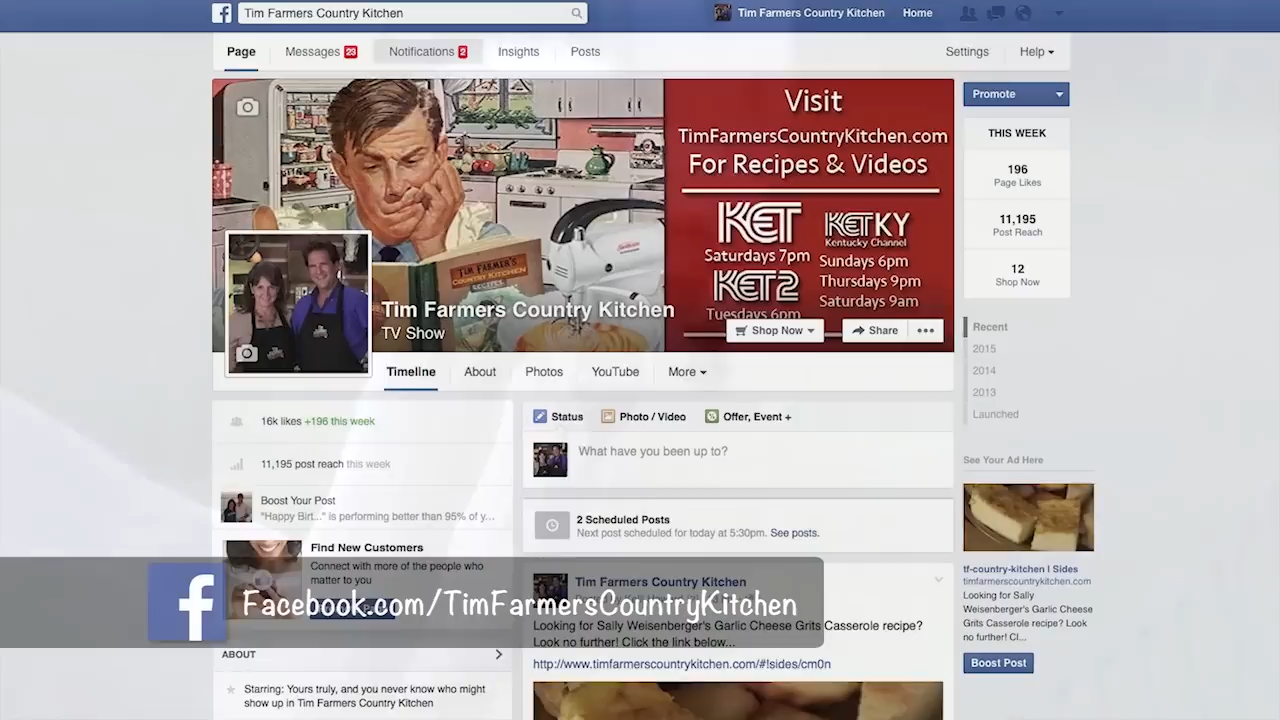 Tim Farmers Country Kitchen
Tim Farmers Country Kitchen Home
Page Messages 23 Notifications 2 Insights Posts Settings Help
Visit
TimFarmersCountryKitchen.com
For Recipes & Videos
KET
Saturdays 7pm
KET2
Tuesdays 6pm
KETKY
Kentucky Channel
Sundays 6pm
Thursdays 9pm
Saturdays 9am
TIM FARMER'S
COUNTRY KITCHEN
RECIPES
Sunbeam
Tim Farmers Country Kitchen
TV Show
Shop Now Share •••
Timeline About Photos YouTube More
Promote
THIS WEEK
196
Page Likes
11,195
Post Reach
12
Shop Now
Recent
2015
2014
2013
Launched
See Your Ad Here
tf-country-kitchen I Sides
timfarmerscountrykitchen.com
Looking for Sally
Weisenberger's Garlic Cheese
Grits Casserole recipe? Look
no further! Cl...
Boost Post
16k likes +196 this week
11,195 post reach this week
Boost Your Post
"Happy Birt..." is performing better than 95% of y...
Find New Customers
Connect with more of the people who
matter to you
ABOUT
Starring: Yours truly, and you never know who might
show up in Tim Farmers Country Kitchen
Status Photo / Video Offer, Event +
What have you been up to?
2 Scheduled Posts
Next post scheduled for today at 5:30pm. See posts.
Tim Farmers Country Kitchen
Looking for Sally Weisenberger's Garlic Cheese Grits Casserole recipe?
Look no further! Click the link below...
http://www.timfarmerscountrykitchen.com/#!sides/cm0n
Facebook.com/TimFarmersCountryKitchen